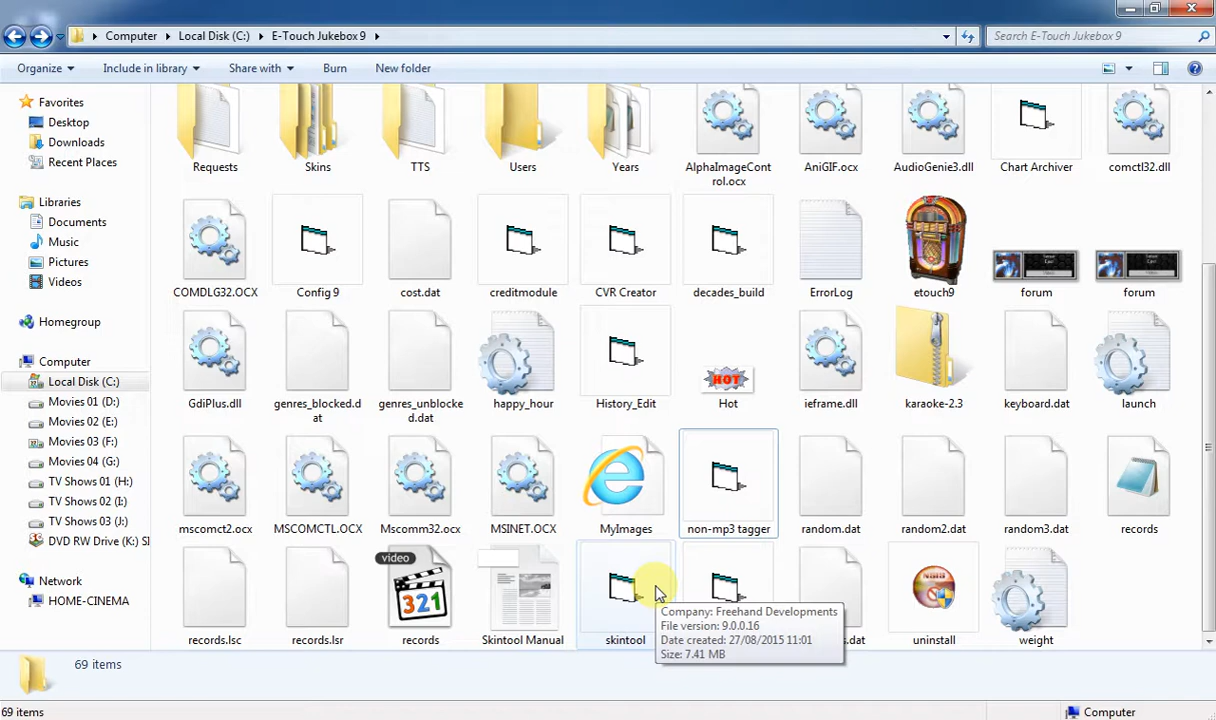 Computer Local Disk (C:) E-Touch Jukebox 9
Search E-Touch Jukebox 9
Organize Include in library Share with Burn New folder
Favorites
Desktop
Downloads
Recent Places
Libraries
Documents
Music
Pictures
Videos
Homegroup
Computer
Local Disk (C:)
Movies 01 (D:)
Movies 02 (E:)
Movies 03 (F:)
Movies 04 (G:)
TV Shows 01 (H:)
TV Shows 02 (I:)
TV Shows 03 (J:)
DVD RW Drive (K:) SI
Network
HOME-CINEMA
Requests Skins TTS Users Years AlphaImageCont AniGIF.ocx AudioGenie3.dll Chart Archiver comctl32.dll
rol.ocx
COMDLG32.OCX Config 9 cost.dat creditmodule CVR Creator decades_build ErrorLog etouch9 forum forum
HOT
GdiPlus.dll genres_blocked.d genres_unblocke happy_hour History_Edit Hot ieframe.dll karaoke-2.3 keyboard.dat launch
at d.dat
mscomct2.ocx MSCOMCTL.OCX Mscomm32.ocx MSINET.OCX MyImages non-mp3 tagger random.dat random2.dat random3.dat records
video
321
records.lsc records.lsr records Skintool Manual skintool s.dat uninstall weight
Company: Freehand Developments
File version: 9.0.0.16
Date created: 27/08/2015 11:01
Size: 7.41 MB
69 items
69 items
Computer